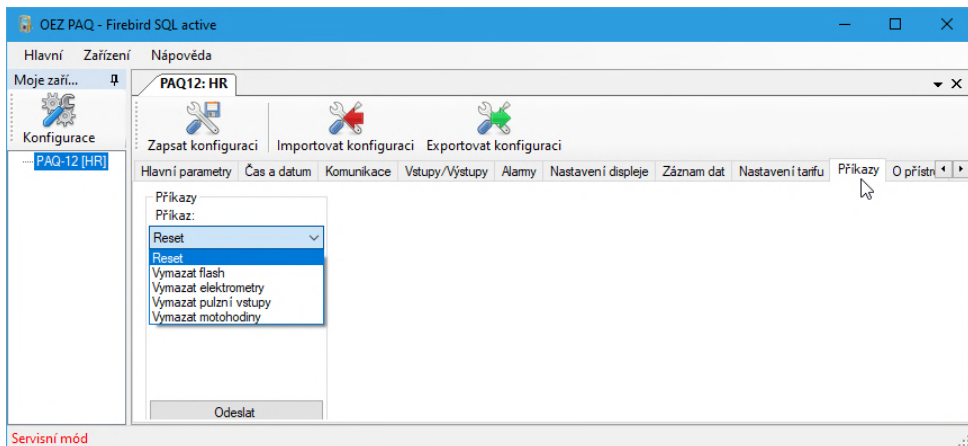 OEZ PAQ - Firebird SQL active
Hlavní Zařízení Nápověda
Moje zaří...
PAQ12: HR
Konfigurace
Zapsat konfiguraci Importovat konfiguraci Exportovat konfiguraci
PAQ-12 [HR]
Hlavní parametry Čas a datum Komunikace Vstupy/Výstupy Alarmy Nastavení displeje Záznam dat Nastavení tarifu Příkazy O přístr
Příkazy
Příkaz:
Reset
Reset
Vymazat flash
Vymazat elektrometry
Vymazat pulzní vstupy
Vymazat motohodiny
Odeslat
Servisní mód